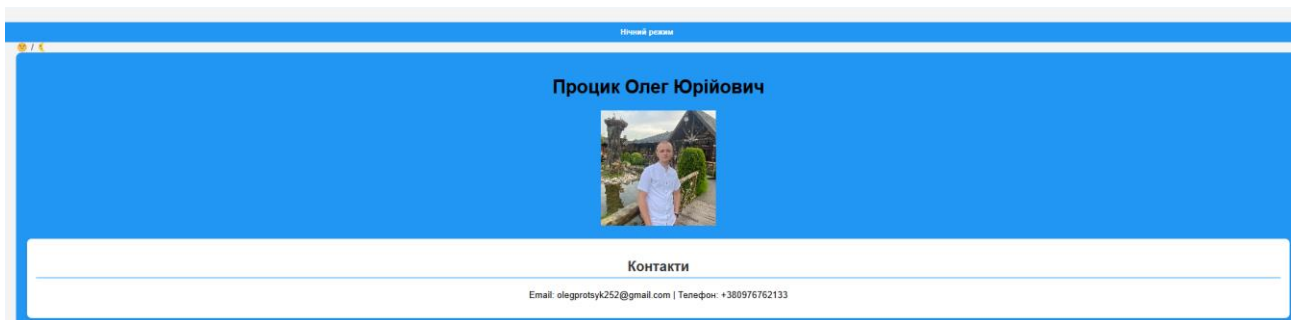 Нічний режим
🌞 / 🌜
Процик Олег Юрійович
Контакти
Email: olegprotsyk252@gmail.com | Телефон: +380976762133